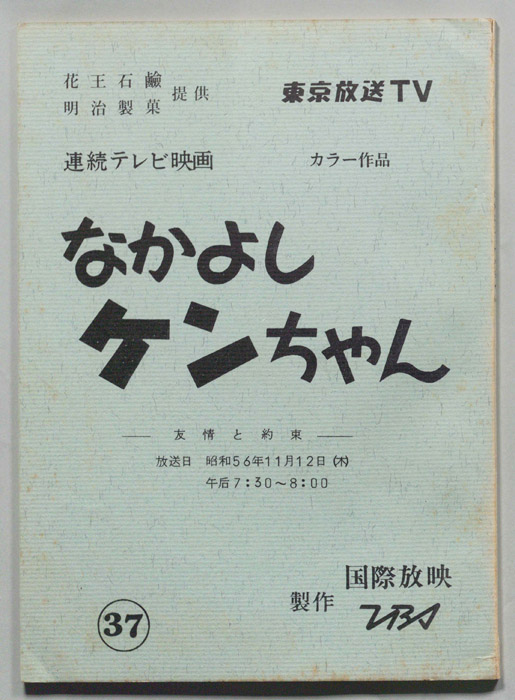 花王石鹼
明治製菓
提供
東京放送TV
連続テレビ映画
カラー作品
なかよし
ケンちゃん
── 友情と約束 ──
放送日 昭和56年11月12日(木)
午后7:30〜8:00
国際放映
製作
TBS
37